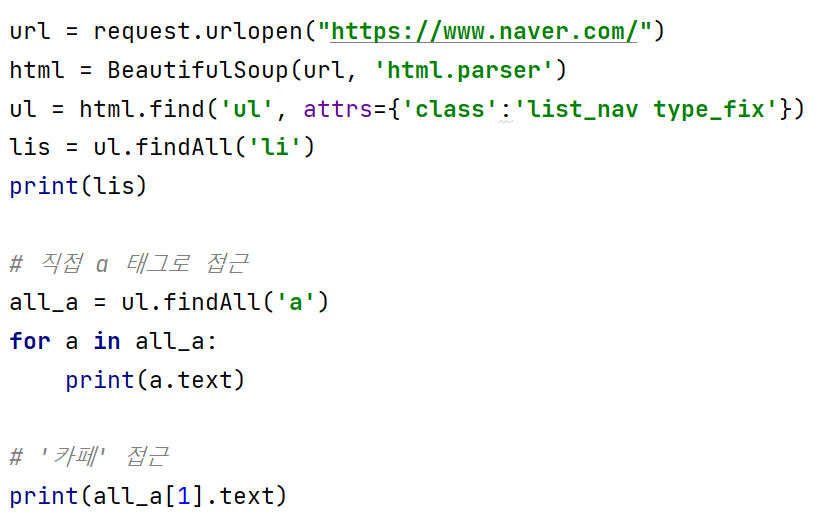 url = request.urlopen("https://www.naver.com/")
html = BeautifulSoup(url, 'html.parser')
ul = html.find('ul', attrs={'class':'list_nav type_fix'})
lis = ul.findAll('li')
print(lis)

# 직접 a 태그로 접근
all_a = ul.findAll('a')
for a in all_a:
    print(a.text)

# '카페' 접근
print(all_a[1].text)